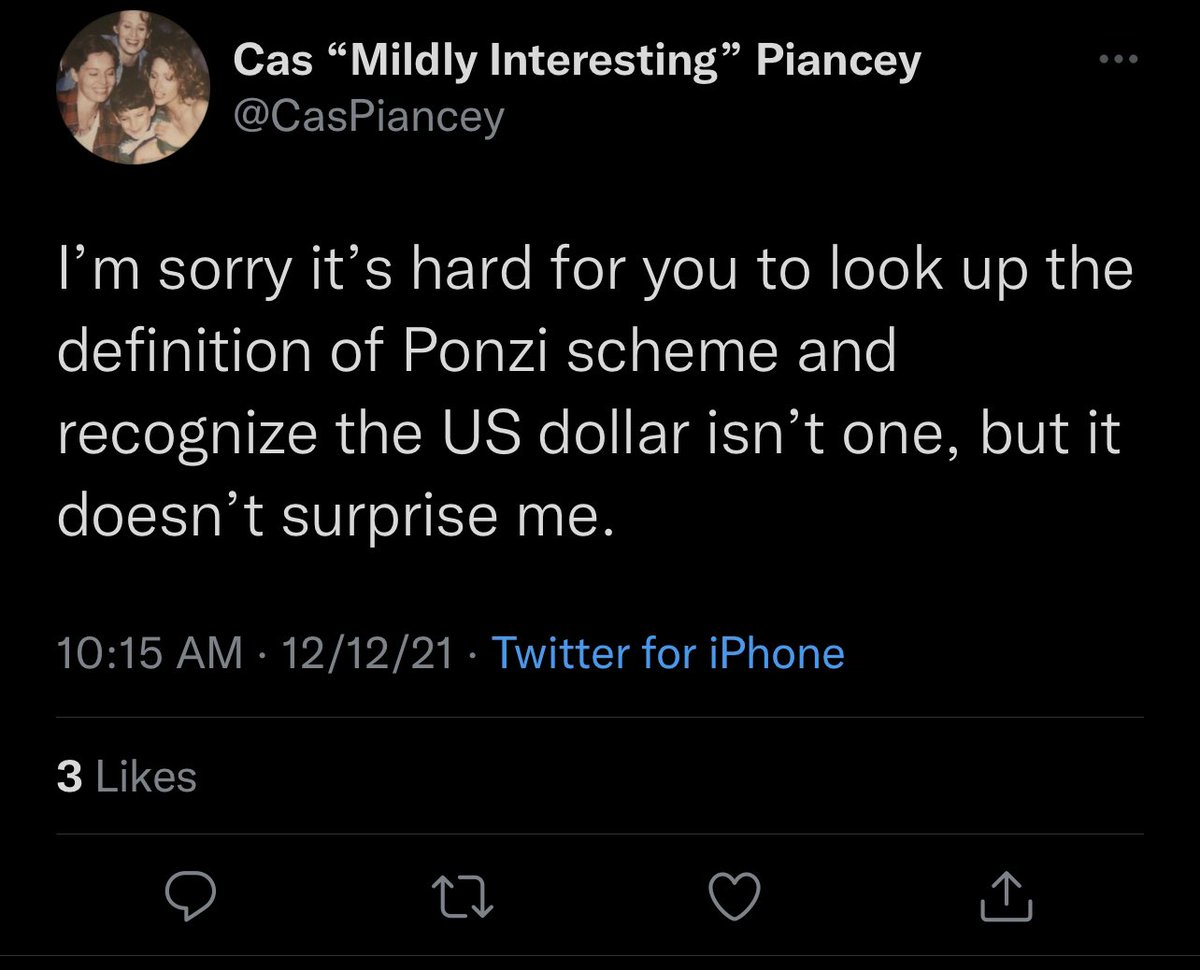 Cas “Mildly Interesting” Piancey
@CasPiancey
I’m sorry it’s hard for you to look up the
definition of Ponzi scheme and
recognize the US dollar isn’t one, but it
doesn’t surprise me.
10:15 AM · 12/12/21 · Twitter for iPhone
3 Likes